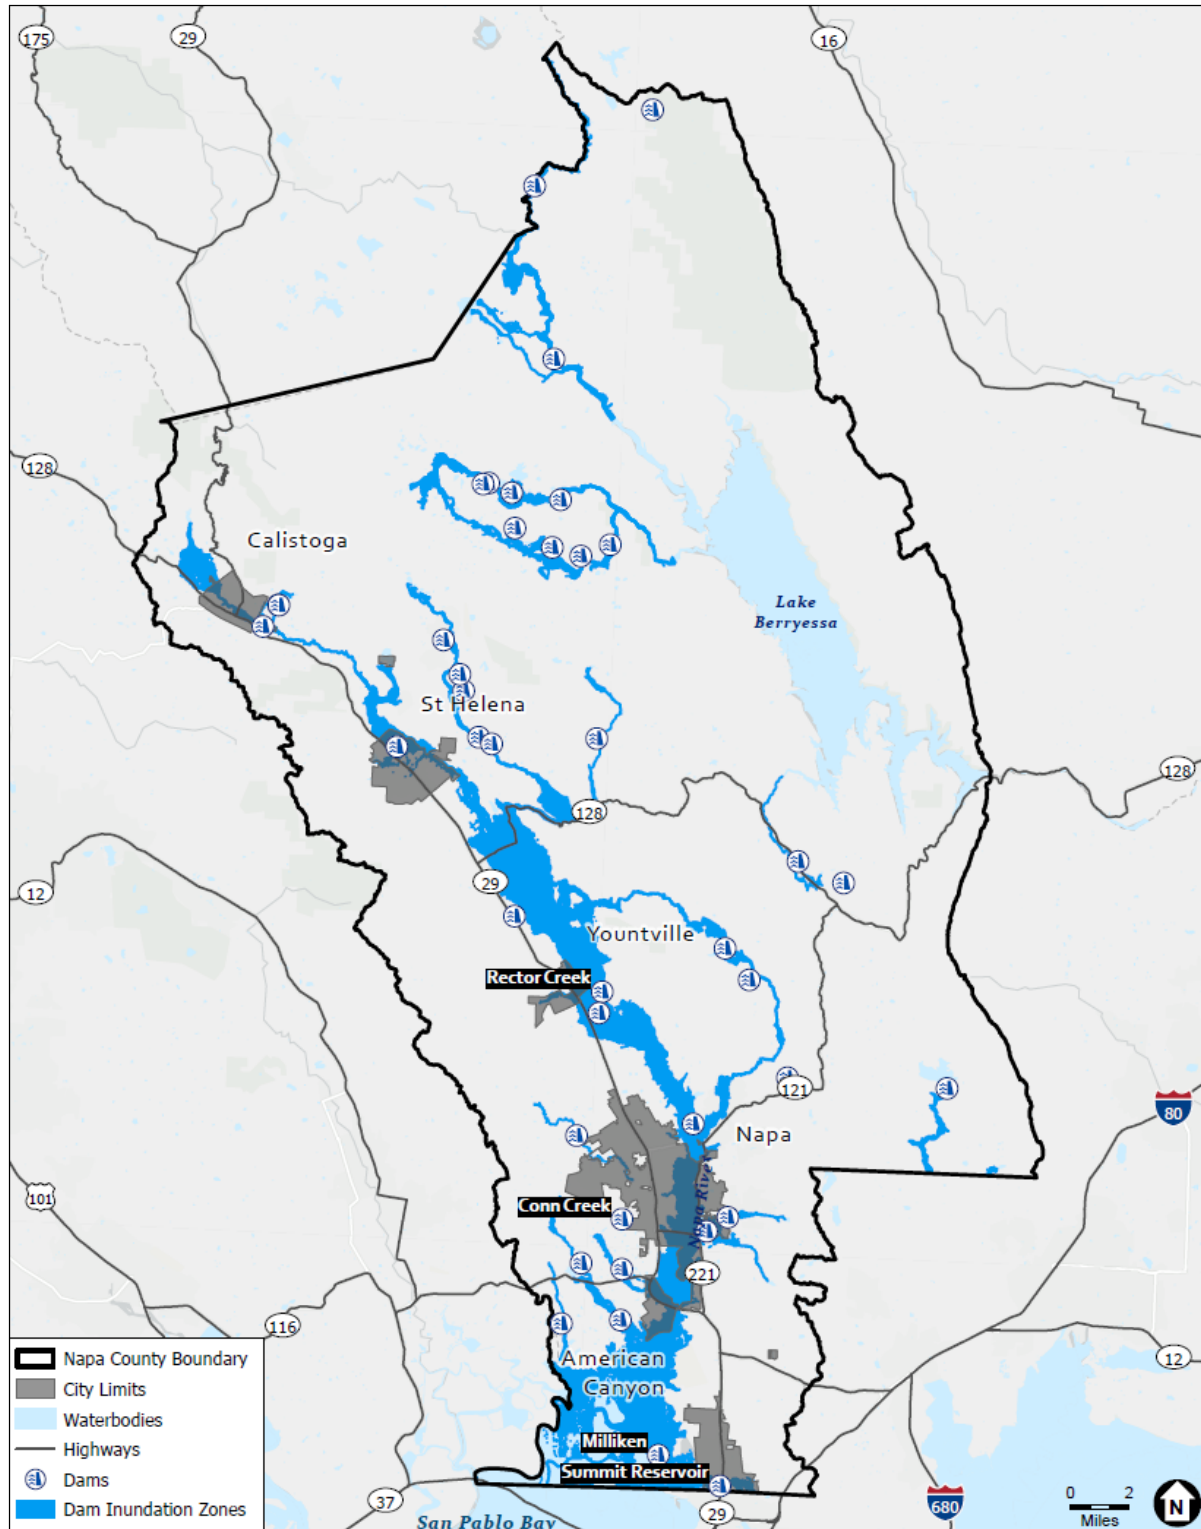 175
29
16
128
Calistoga
Lake
Berryessa
St Helena
128
128
12
29
Yountville
Rector Creek
121
80
Napa
101
Napa River
Conn Creek
221
116
12
American
Canyon
Milliken
Summit Reservoir
37
29
680
San Pablo Bay
Napa County Boundary
City Limits
Waterbodies
Highways
Dams
Dam Inundation Zones
0 2
Miles
N